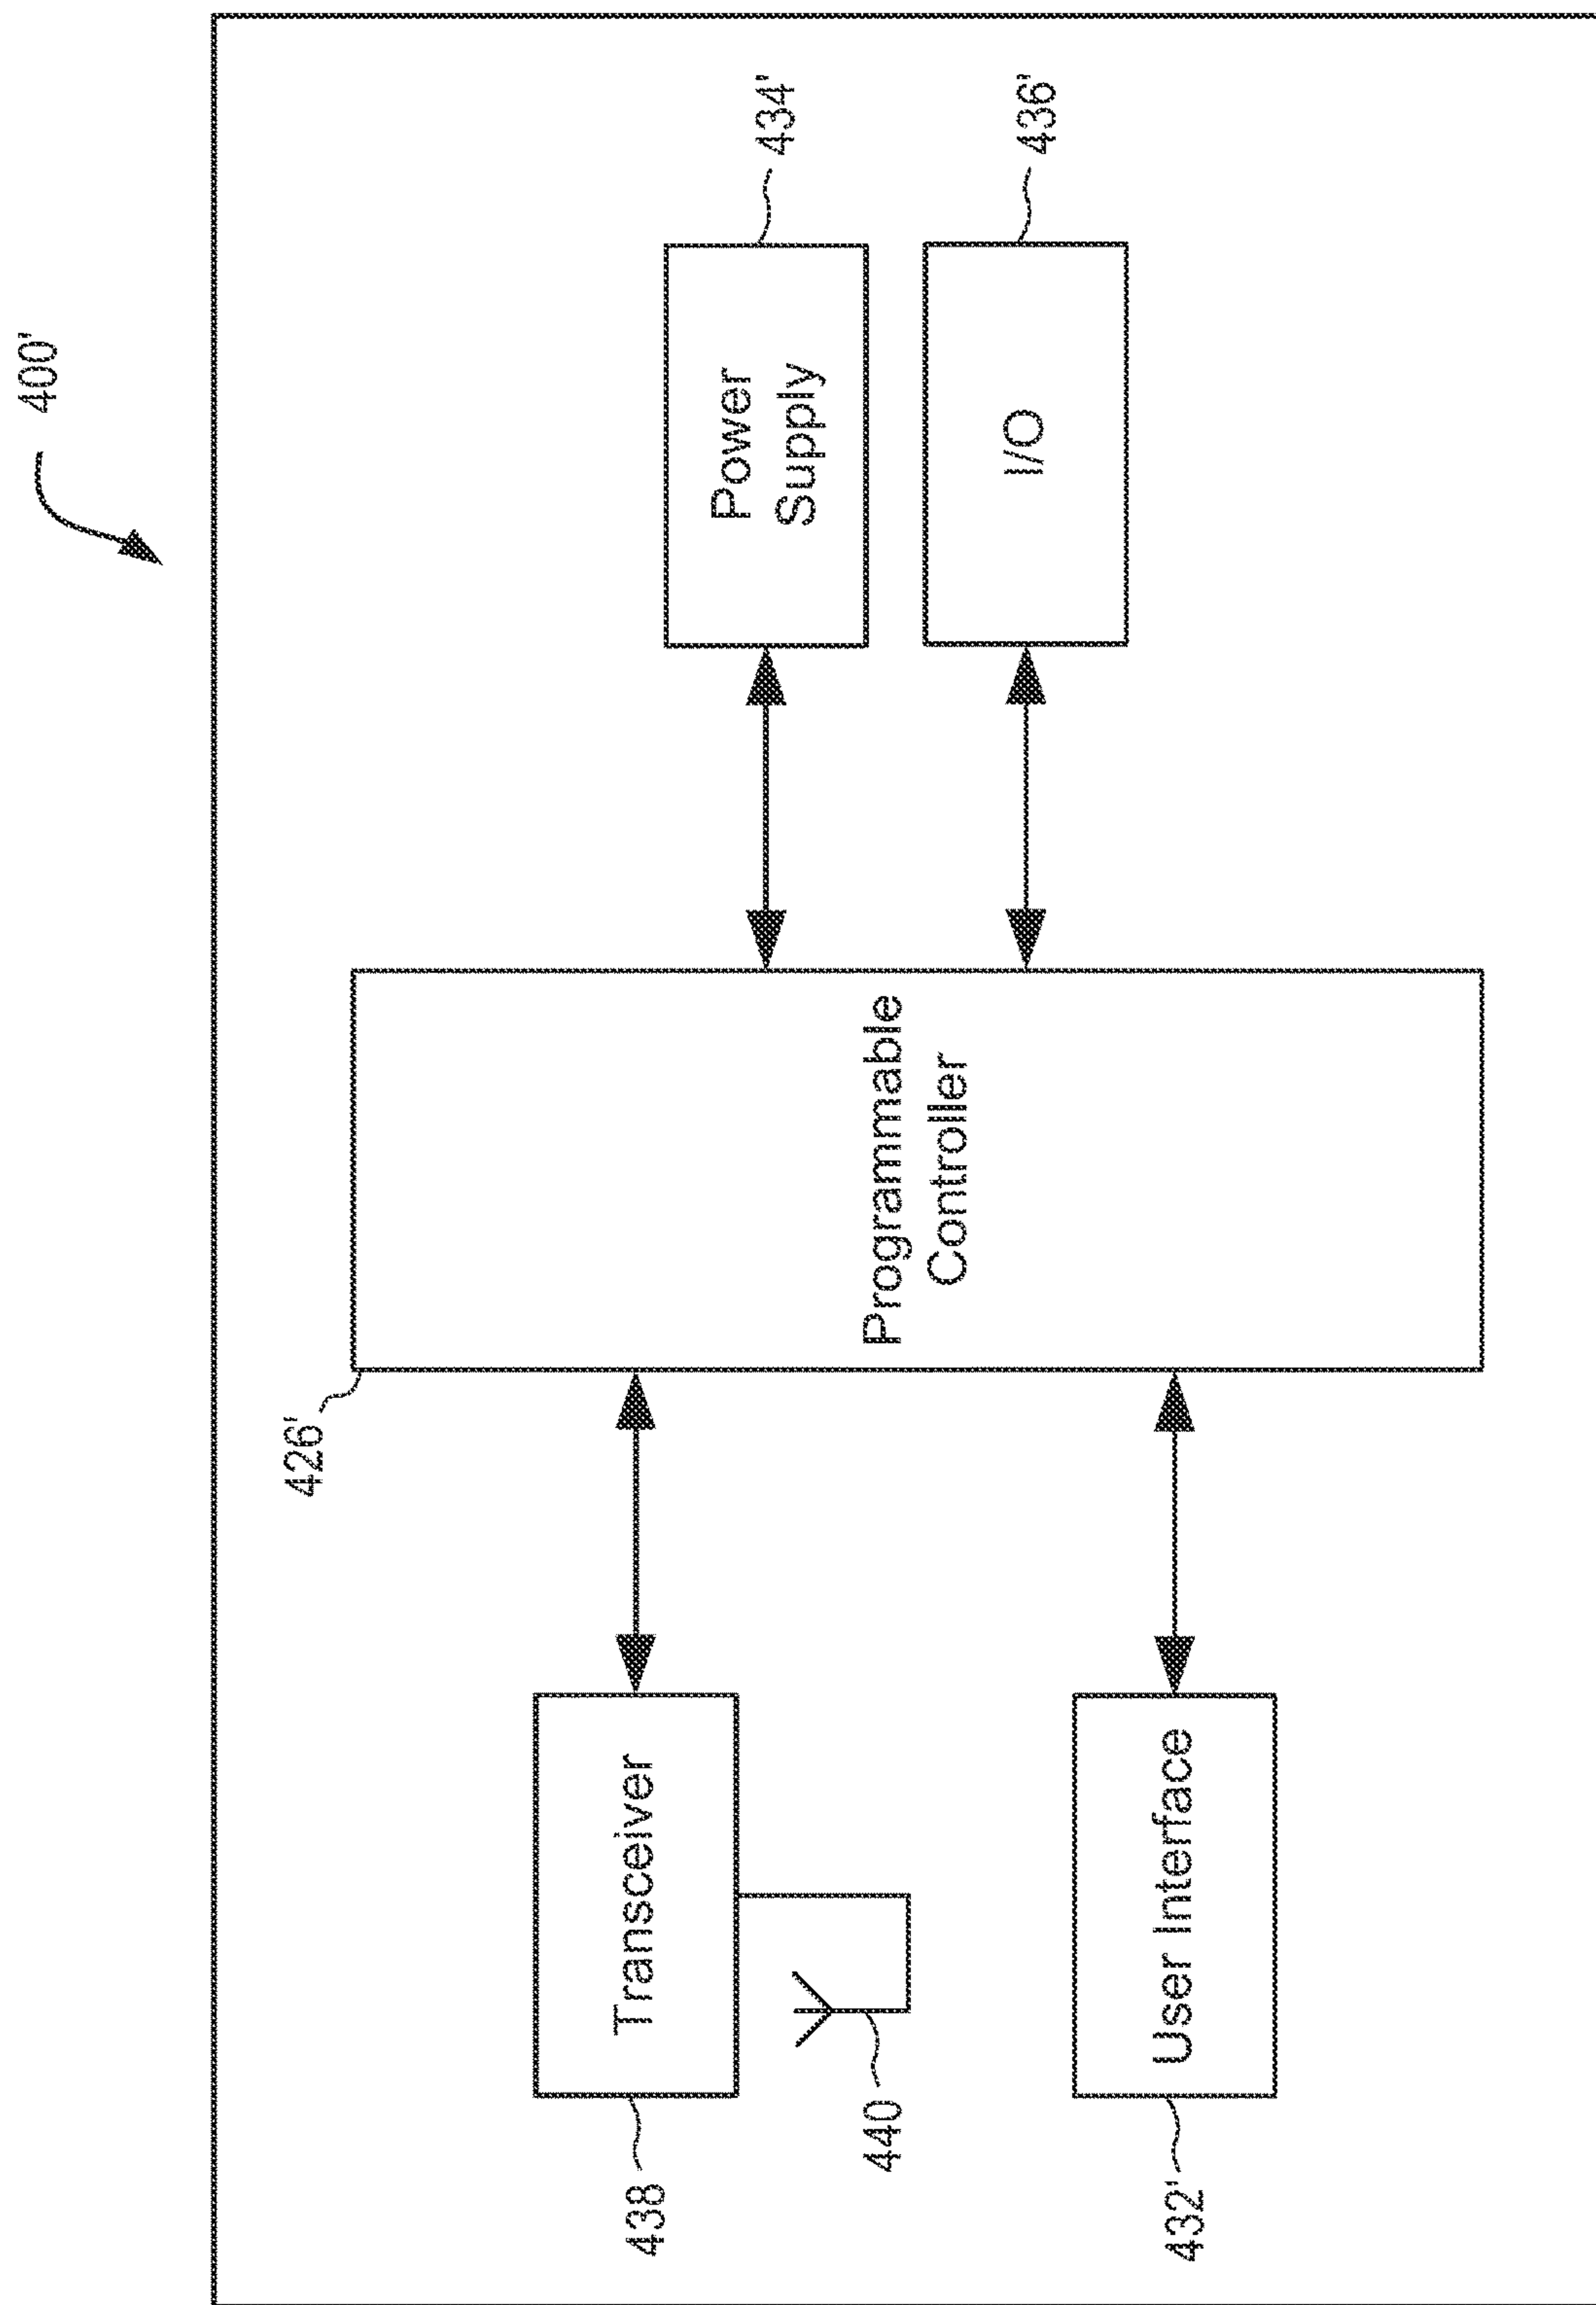 400'
426'
438
Transceiver
440
432'
User Interface
Programmable
Controller
Power
Supply
434'
I/O
436'